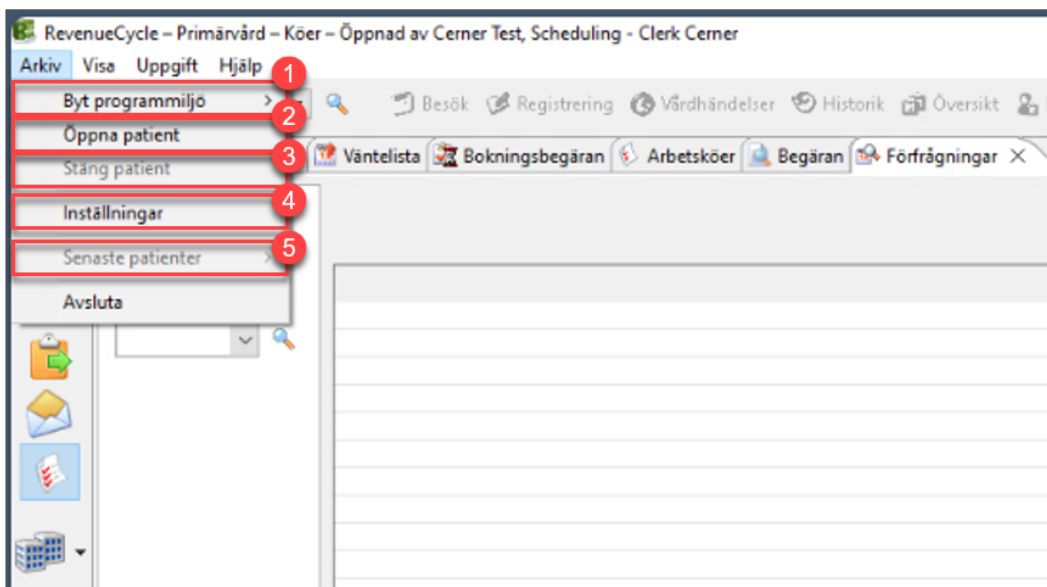 RevenueCycle – Primärvård – Köer – Öppnad av Cerner Test, Scheduling - Clerk Cerner
Arkiv Visa Uppgift Hjälp
1
Byt programmiljö
Besök Registrering Vårdhändelser Historik Översikt
2
Öppna patient
3
Väntelista Bokningsbegäran Arbetsköer Begäran Förfrågningar
Stäng patient
4
Inställningar
5
Senaste patienter
Avsluta